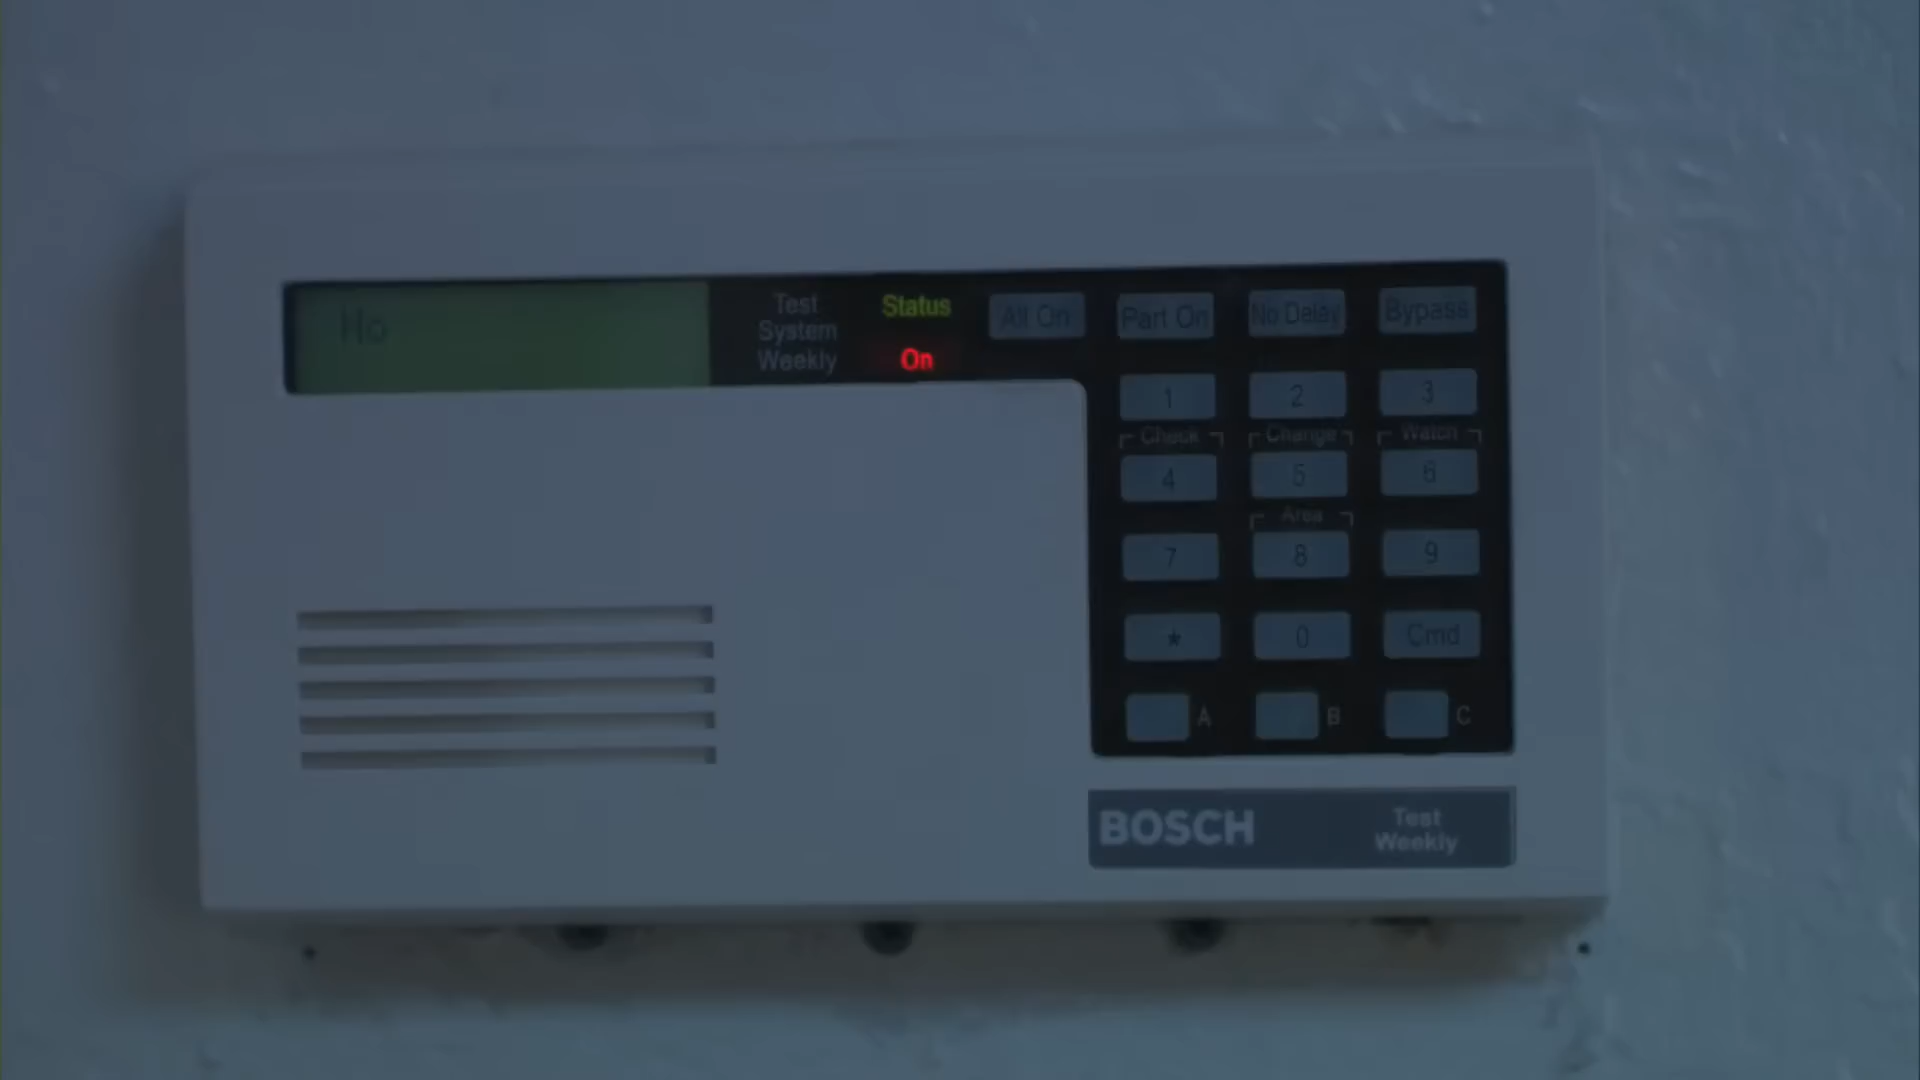 Ho
Test
System
Weekly
Status
On
All On
Part On
No Delay
Bypass
1
2
3
Check
Change
Watch
4
5
6
Area
7
8
9
*
0
Cmd
A
B
C
BOSCH
Test
Weekly